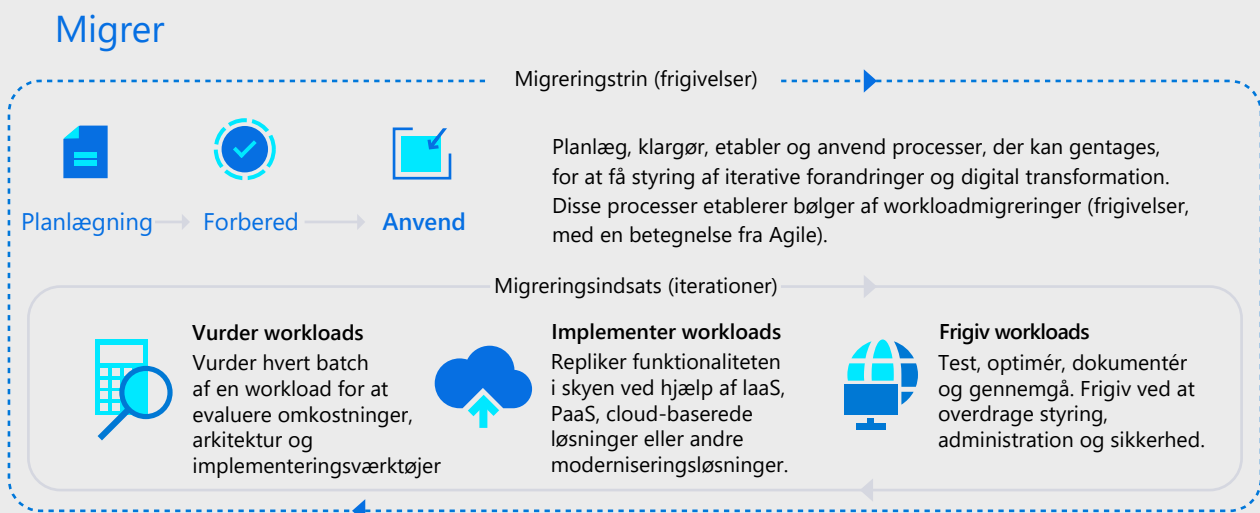 Migrer
Migreringstrin (frigivelser)
Planlægning
Forbered
Anvend
Planlæg, klargør, etabler og anvend processer, der kan gentages,
for at få styring af iterative forandringer og digital transformation.
Disse processer etablerer bølger af workloadmigreringer (frigivelser,
med en betegnelse fra Agile).
Migreringsindsats (iterationer)
Vurder workloads
Vurder hvert batch
af en workload for at
evaluere omkostninger,
arkitektur og
implementeringsværktøjer
Implementer workloads
Repliker funktionaliteten
i skyen ved hjælp af laaS,
PaaS, cloud-baserede
løsninger eller andre
moderniseringsløsninger.
Frigiv workloads
Test, optimér, dokumentér
og gennemgå. Frigiv ved at
overdrage styring,
administration og sikkerhed.